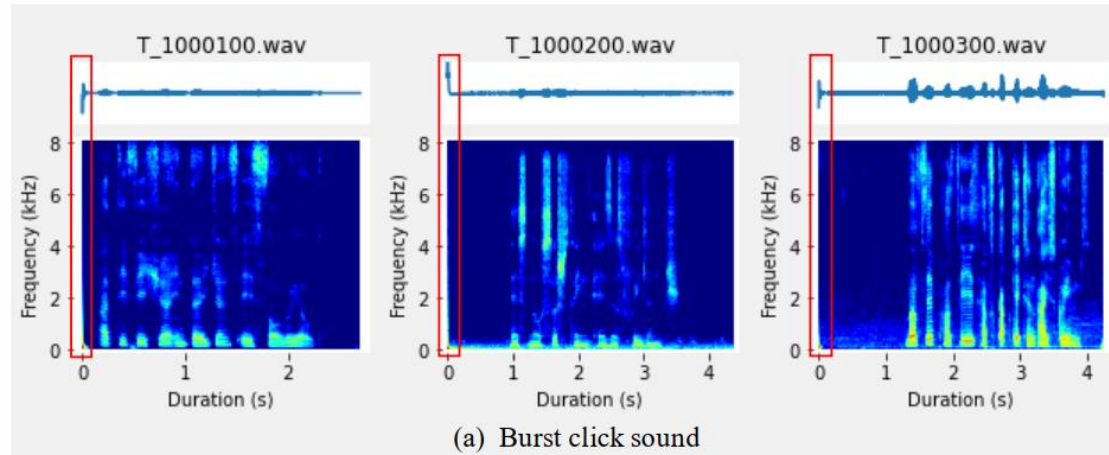 T_1000100.wav T_1000200.wav T_1000300.wav
8 8 8
6 6 6
4 4 4
2 2 2
0 0 0
Frequency (kHz) Frequency (kHz) Frequency (kHz)
0 1 2 0 1 2 3 4 0 1 2 3 4
Duration (s) Duration (s) Duration (s)
(a) Burst click sound